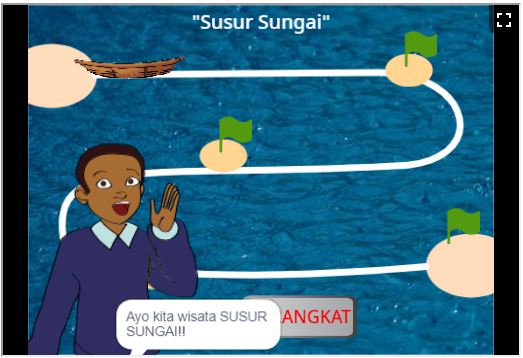 "Susur Sungai"
Ayo kita wisata SUSUR
SUNGAI!!
ANGKAT